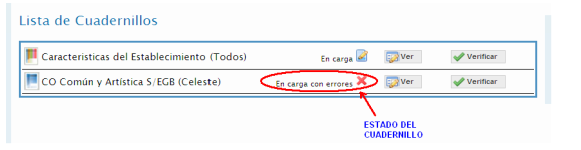 Lista de Cuadernillos
Características del Establecimiento (Todos) En carga Ver Verificar
CO Común y Artística S/EGB (Celeste) En carga con errores Ver Verificar
ESTADO DEL
CUADERNILLO